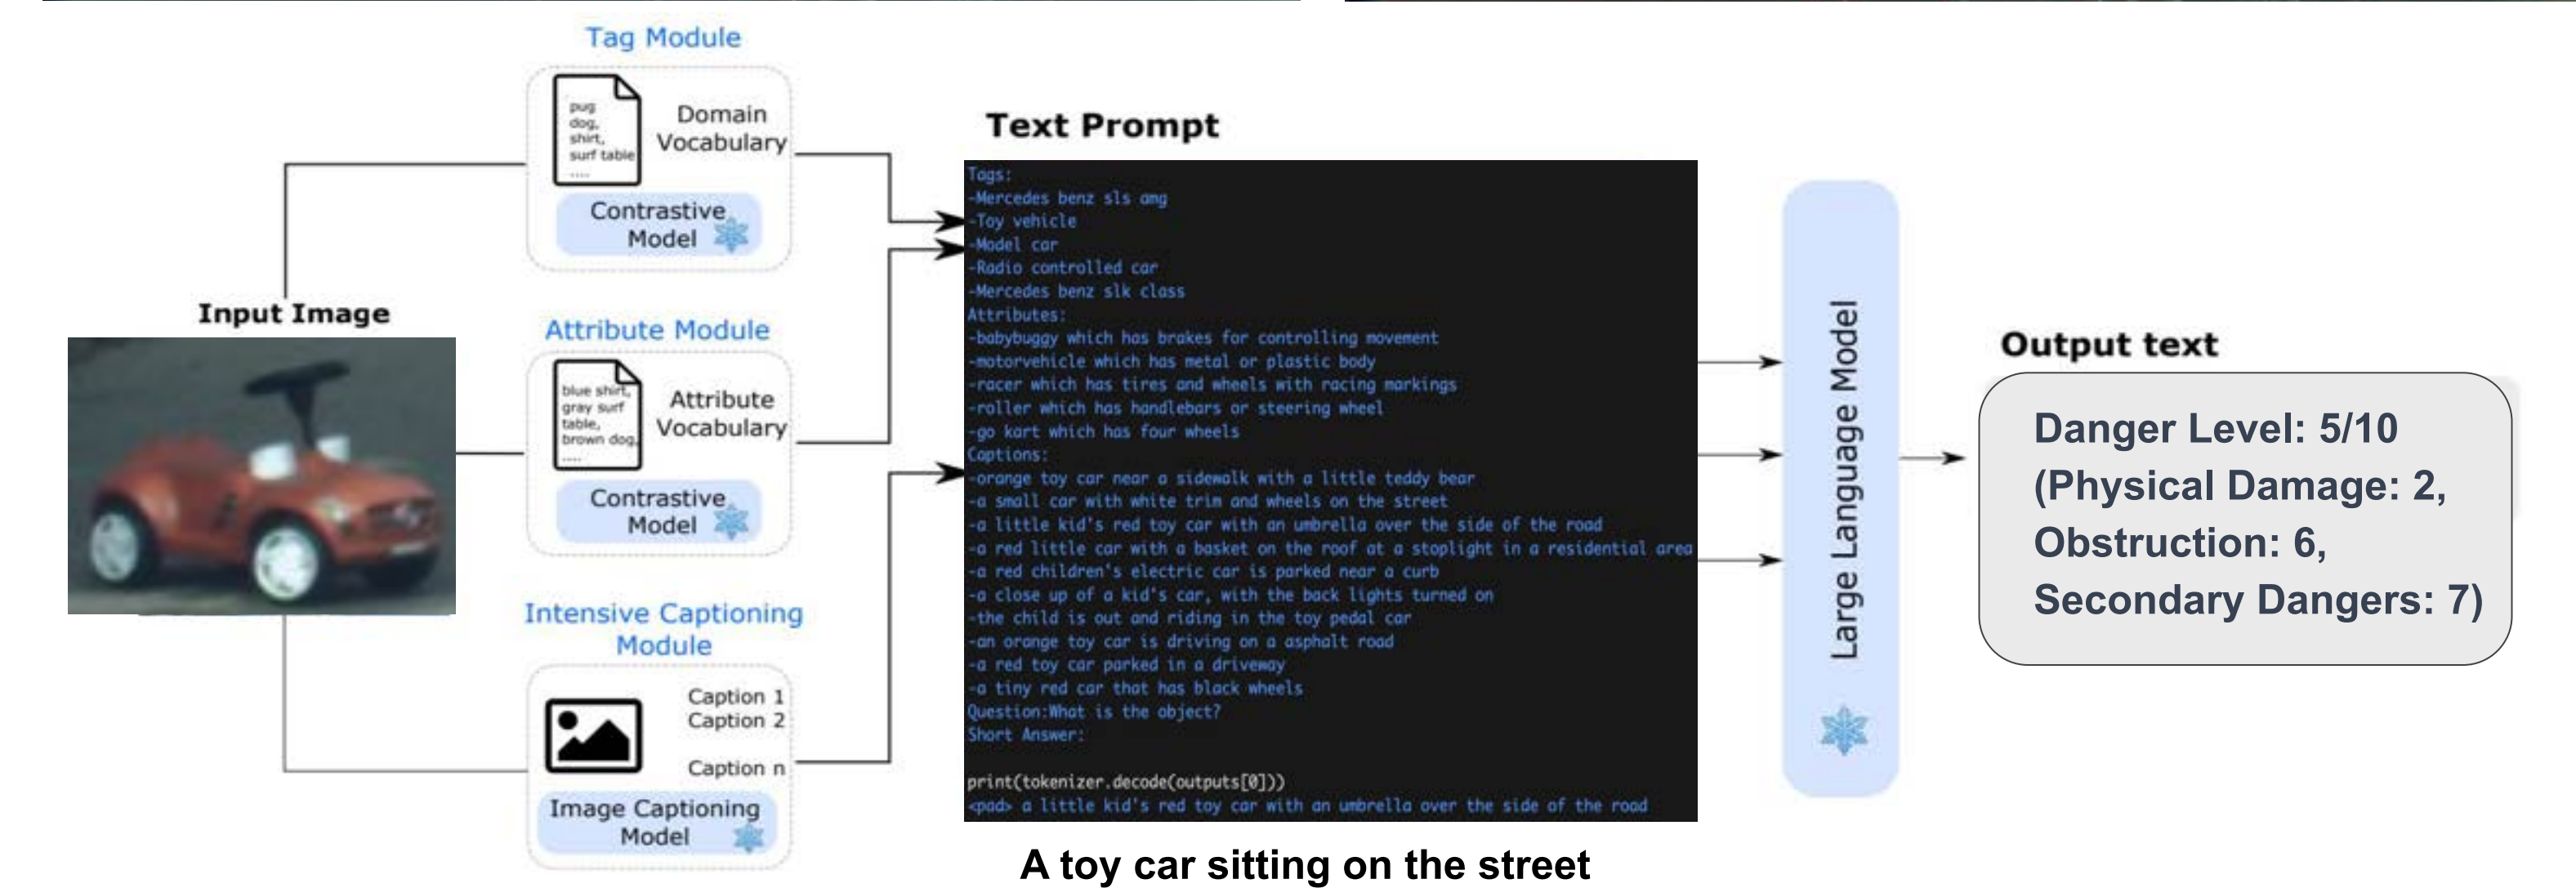 Tag Module
pug
dog,
shirt,
surf table
....
Domain
Vocabulary
Contrastive
Model
Input Image
Attribute Module
blue shirt,
gray surf
table,
brown dog,
....
Attribute
Vocabulary
Contrastive
Model
Intensive Captioning
Module
Caption 1
Caption 2
Caption n
Image Captioning
Model
Text Prompt
Tags:
-Mercedes benz sls amg
-Toy vehicle
-Model car
-Radio controlled car
-Mercedes benz slk class
Attributes:
-babybuggy which has brakes for controlling movement
-motorvehicle which has metal or plastic body
-racer which has tires and wheels with racing markings
-roller which has handlebars or steering wheel
-go kart which has four wheels
Captions:
-orange toy car near a sidewalk with a little teddy bear
-a small car with white trim and wheels on the street
-a little kid's red toy car with an umbrella over the side of the road
-a red little car with a basket on the roof at a stoplight in a residential area
-a red children's electric car is parked near a curb
-a close up of a kid's car, with the back lights turned on
-the child is out and riding in the toy pedal car
-an orange toy car is driving on a asphalt road
-a red toy car parked in a driveway
-a tiny red car that has black wheels
Question:What is the object?
Short Answer:
print(tokenizer.decode(outputs[0]))
<pad> a little kid's red toy car with an umbrella over the side of the road
A toy car sitting on the street
Large Language Model
Output text
Danger Level: 5/10
(Physical Damage: 2,
Obstruction: 6,
Secondary Dangers: 7)